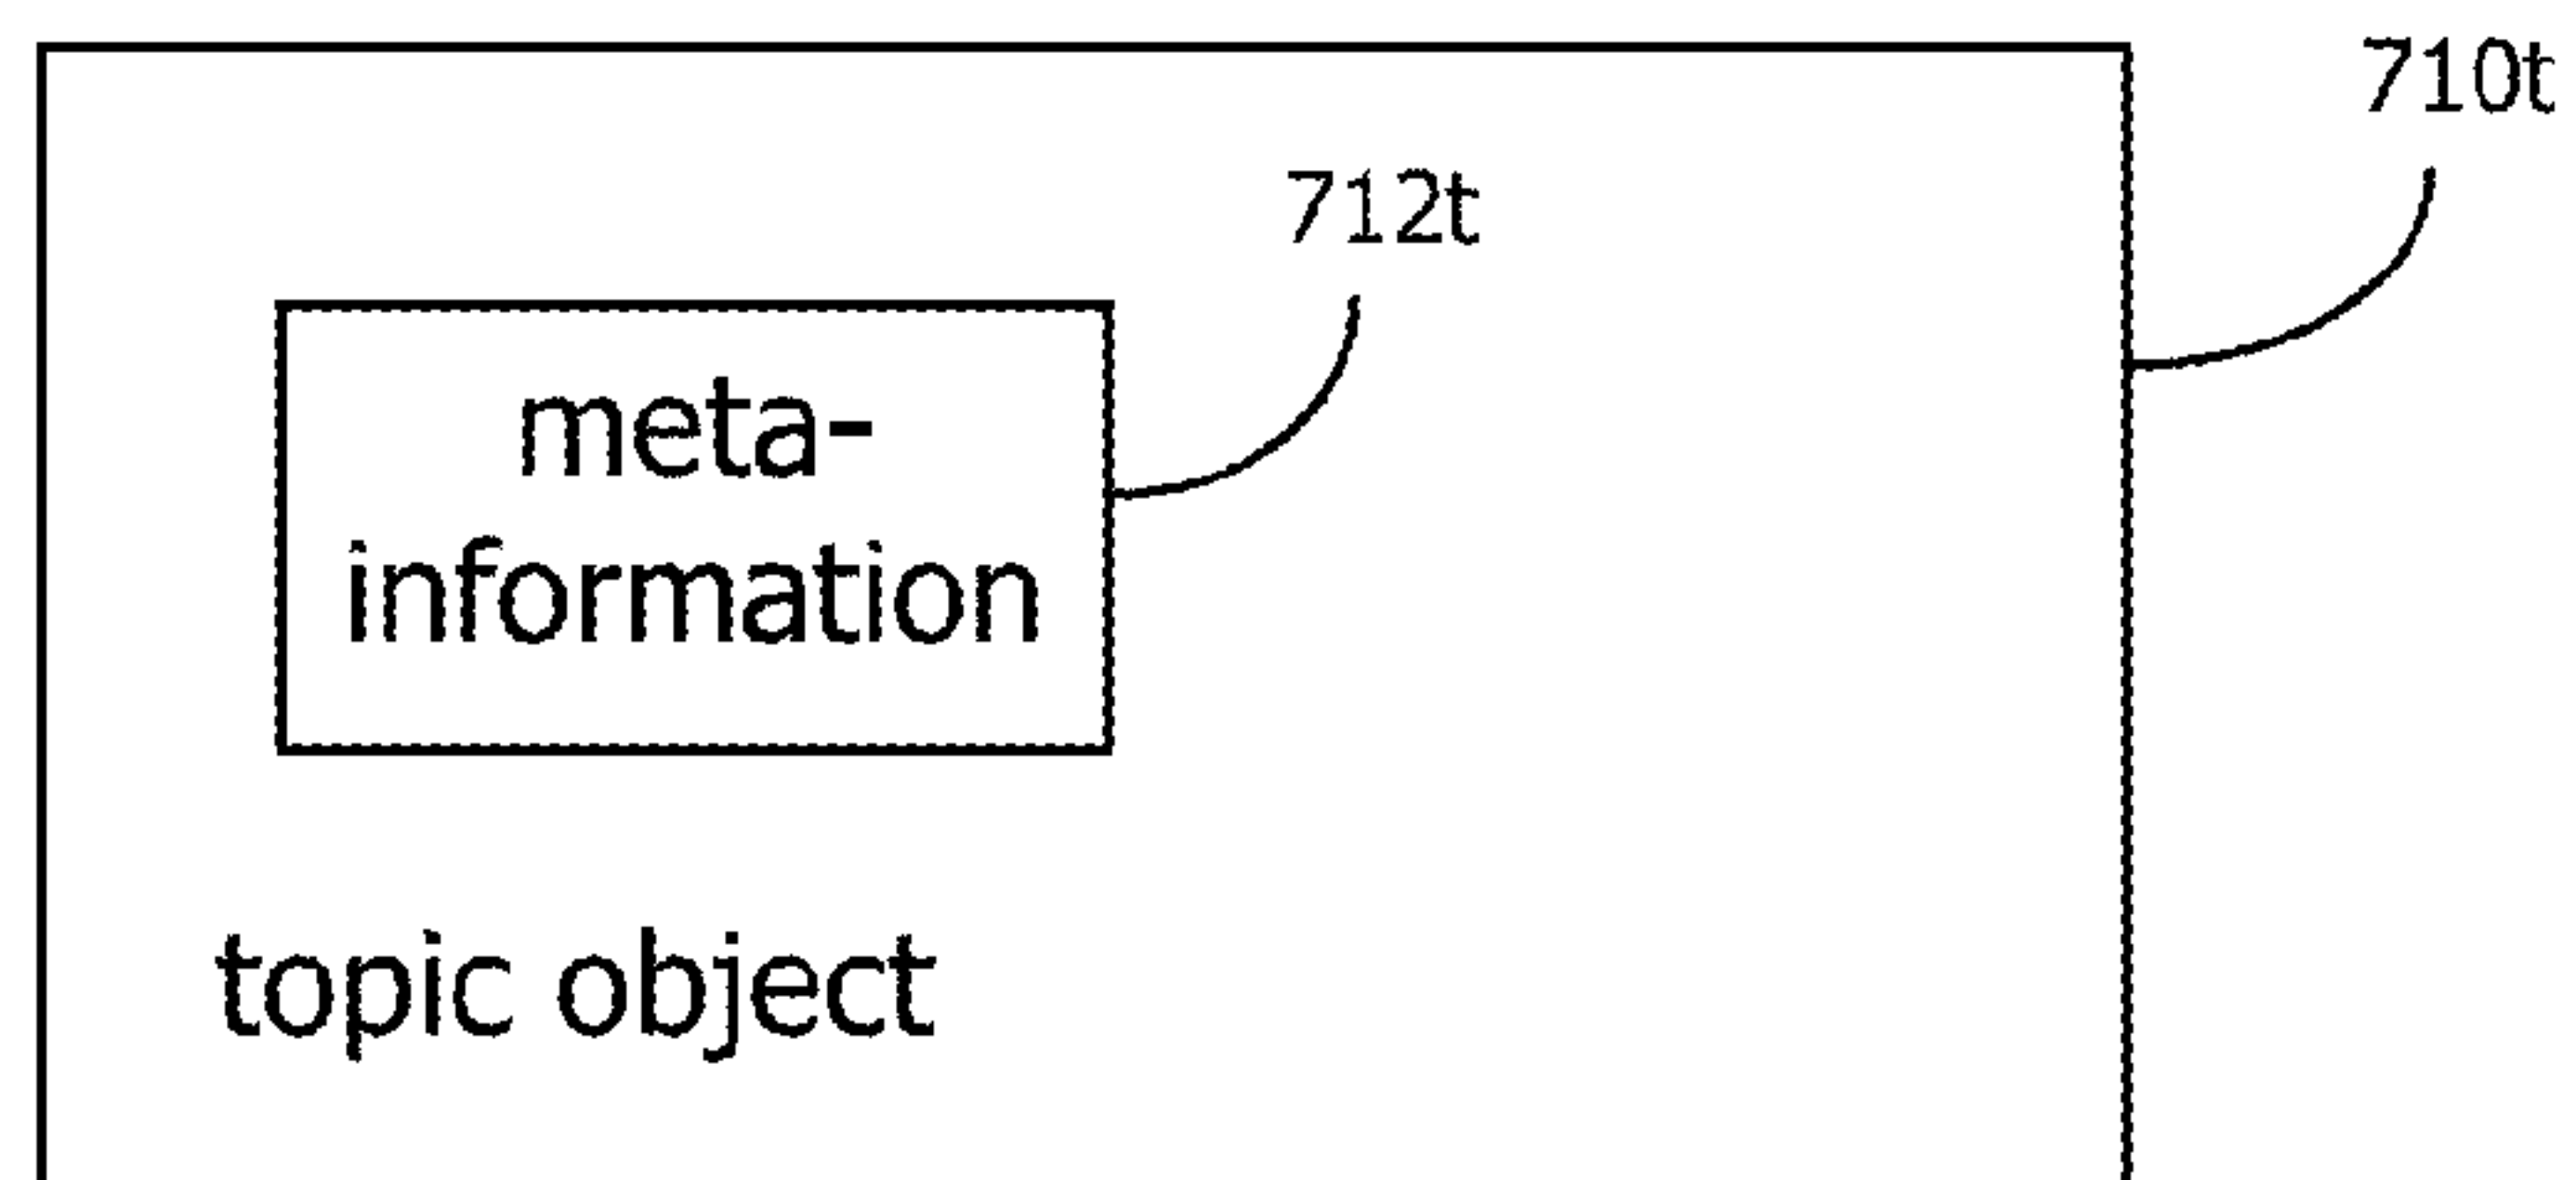 710t
712t
meta-
information
topic object